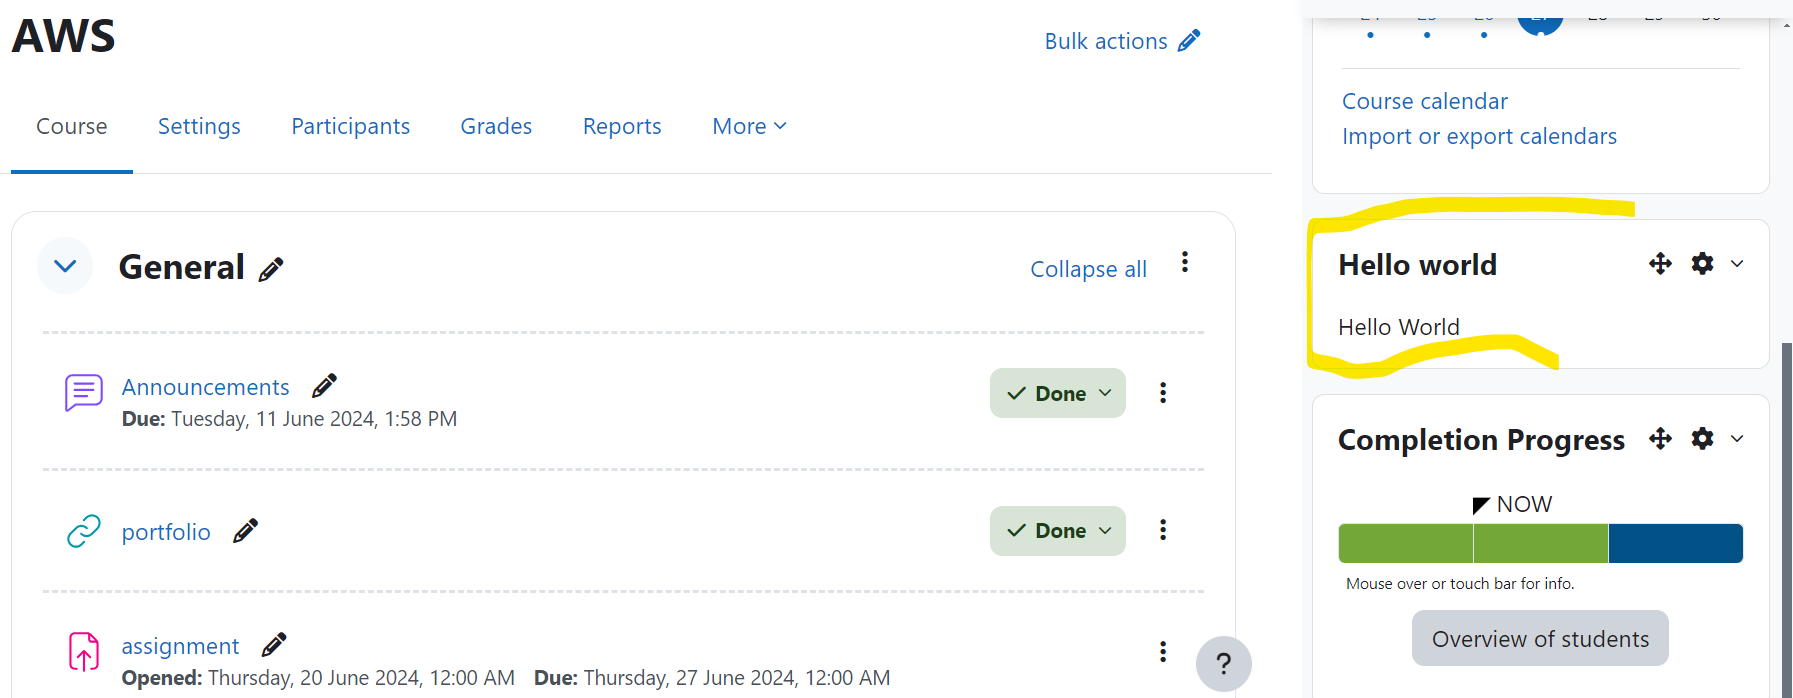 AWS
Bulk actions
Course Settings Participants Grades Reports More
General
Collapse all
Announcements
Due: Tuesday, 11 June 2024, 1:58 PM
Done
portfolio
Done
assignment
Opened: Thursday, 20 June 2024, 12:00 AM Due: Thursday, 27 June 2024, 12:00 AM
?
Course calendar
Import or export calendars
Hello world
Hello World
Completion Progress
NOW
Mouse over or touch bar for info.
Overview of students